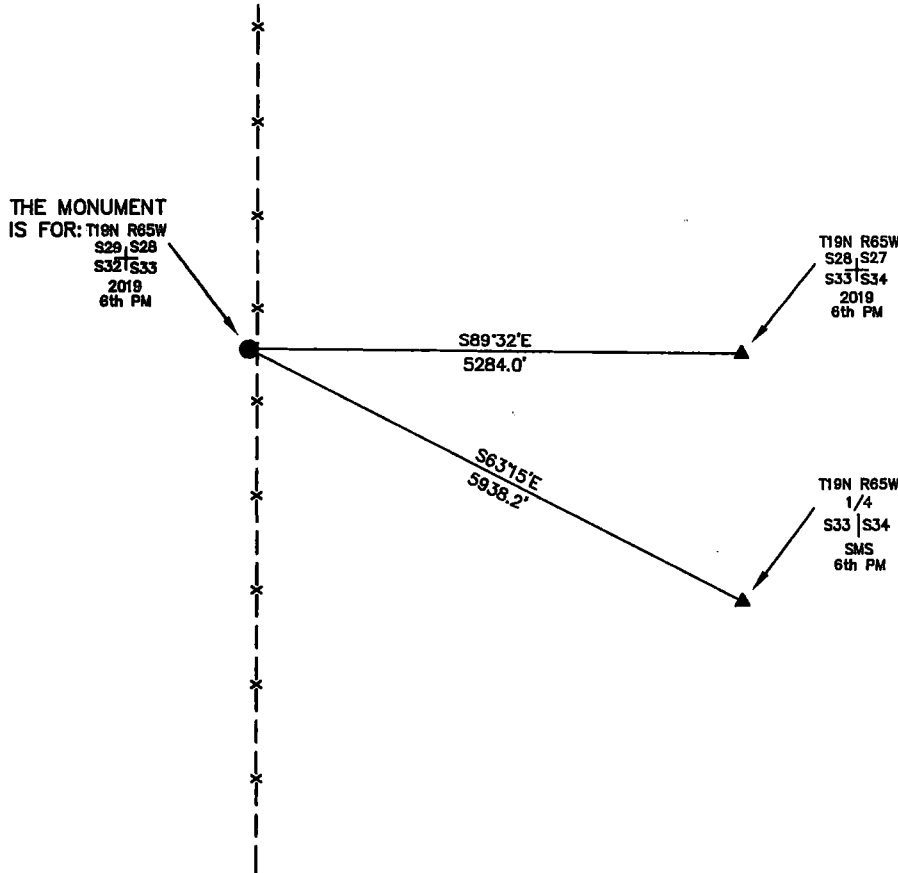 THE MONUMENT
IS FOR: T19N R65W
S29 S28
S32 S33
2019
6th PM
T19N R65W
S28 S27
S33 S34
2019
6th PM
S89°32'E
5284.0'
S63°15'E
5938.2'
T19N R65W
1/4
S33 S34
SMS
6th PM